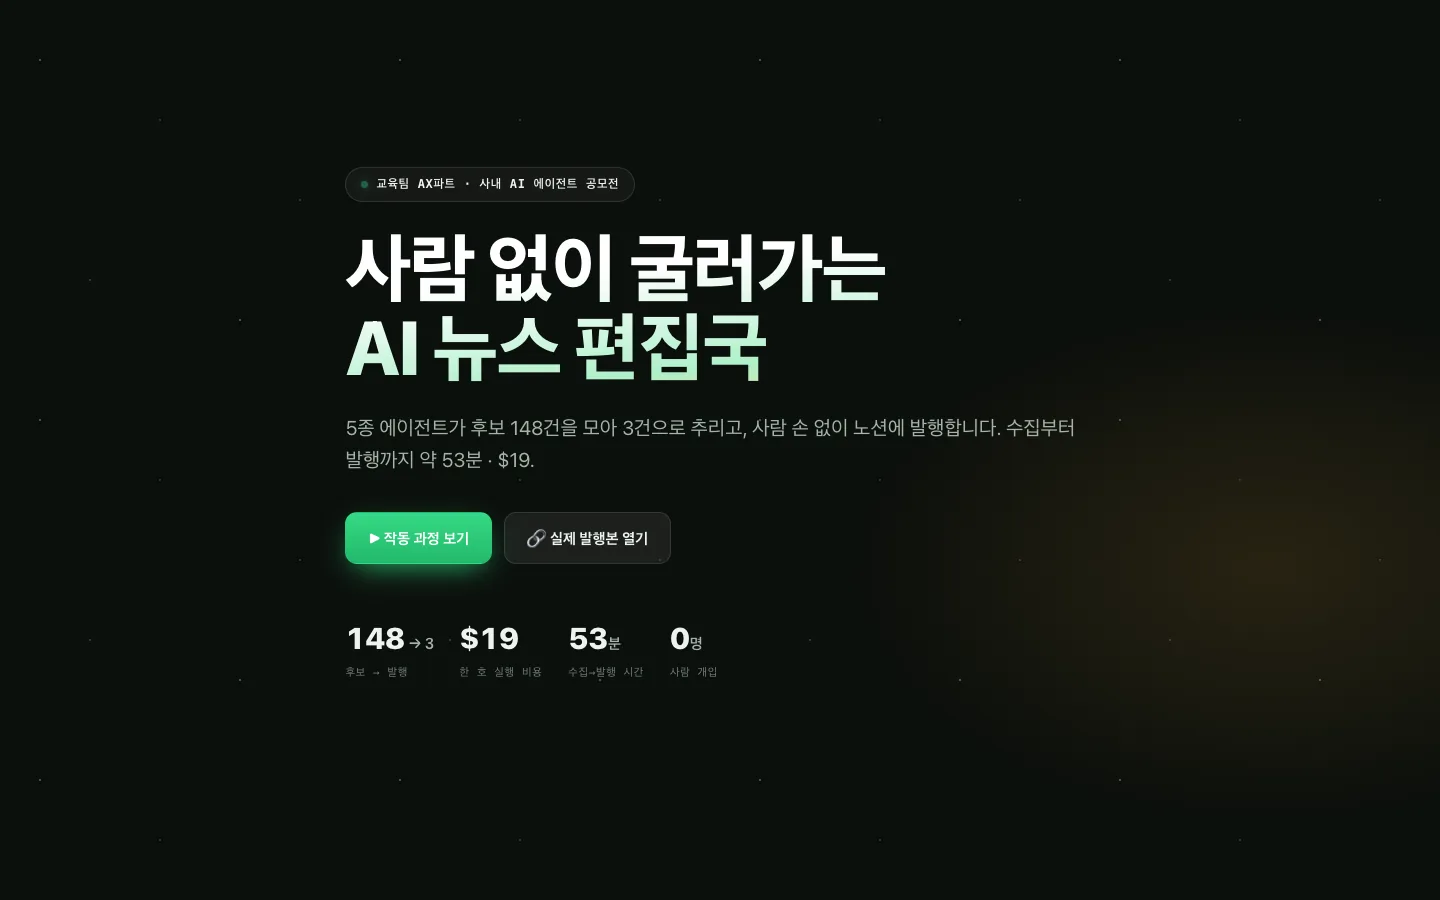 교육팀 AX파트 · 사내 AI 에이전트 공모전
사람 없이 굴러가는
AI 뉴스 편집국
5종 에이전트가 후보 148건을 모아 3건으로 추리고, 사람 손 없이 노션에 발행합니다. 수집부터
발행까지 약 53분 · $19.
▶ 작동 과정 보기
🔗 실제 발행본 열기
148 → 3
후보 → 발행
$19
한 호 실행 비용
53분
수집→발행 시간
0명
사람 개입